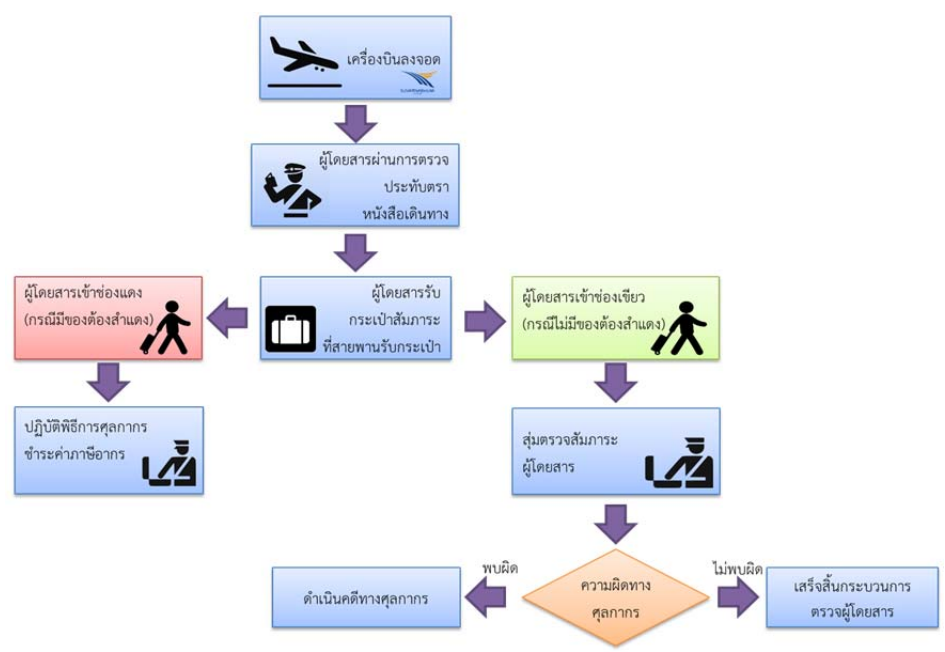 เครื่องบินลงจอด
ผู้โดยสารผ่านการตรวจ
ประทับตรา
หนังสือเดินทาง
ผู้โดยสารเข้าช่องแดง
(กรณีมีของต้องสำแดง)
ผู้โดยสารรับ
กระเป๋าสัมภาระ
ที่สายพานรับกระเป๋า
ผู้โดยสารเข้าช่องเขียว
(กรณีไม่มีของต้องสำแดง)
ปฏิบัติพิธีการศุลกากร
ชำระค่าภาษีอากร
สุ่มตรวจสัมภาระ
ผู้โดยสาร
พบผิด
ไม่พบผิด
ดำเนินคดีทางศุลกากร
ความผิดทาง
ศุลกากร
เสร็จสิ้นกระบวนการ
ตรวจผู้โดยสาร